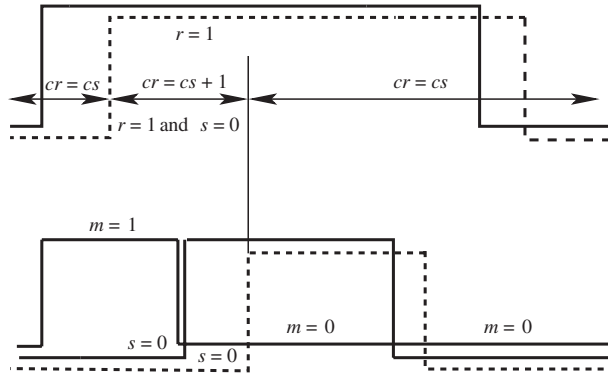 r = 1
cr = cs
cr = cs + 1
cr = cs
r = 1 and s = 0
m = 1
s = 0
s = 0
m = 0
m = 0